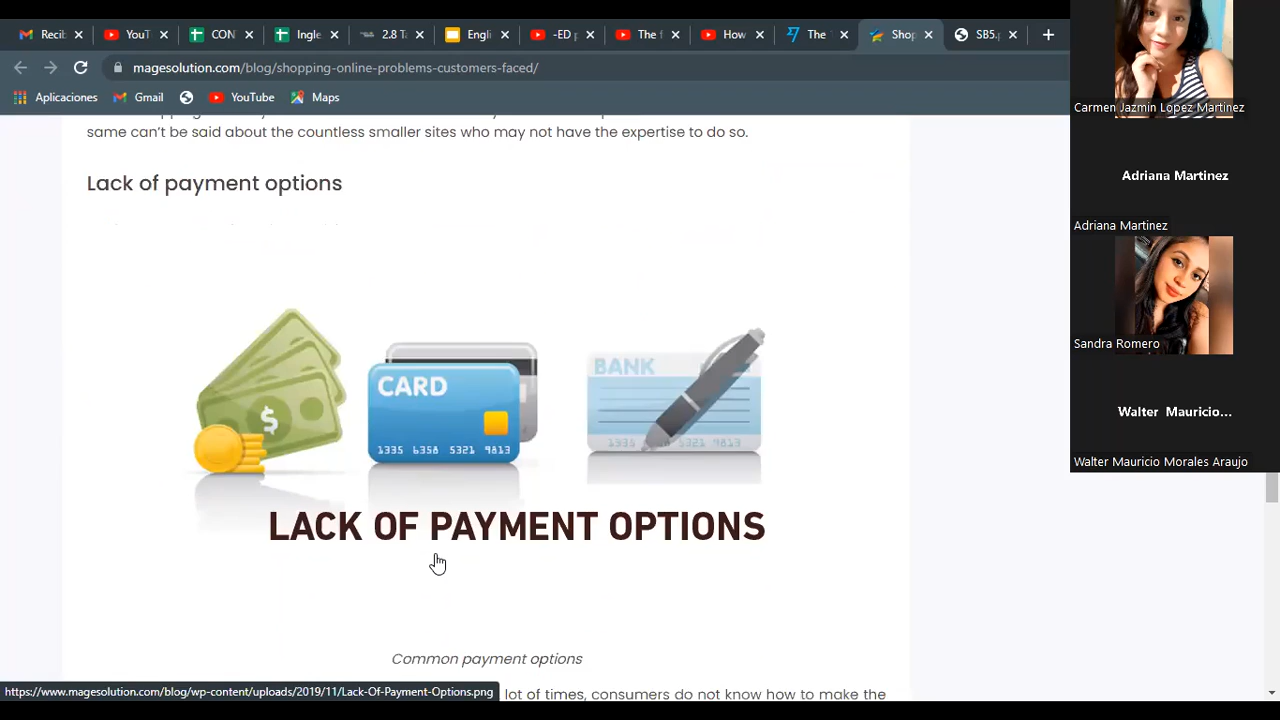 Recib
YouT
CON
Ingle
2.8 T
Engli
-ED p
The f
How
The
Shop
SB5.
magesolution.com/blog/shopping-online-problems-customers-faced/
Aplicaciones
Gmail
YouTube
Maps
same can’t be said about the countless smaller sites who may not have the expertise to do so.
Lack of payment options
$
CARD
1335 6358 5321 9813
BANK
LACK OF PAYMENT OPTIONS
Common payment options
lot of times, consumers do not know how to make the
https://www.magesolution.com/blog/wp-content/uploads/2019/11/Lack-Of-Payment-Options.png
Carmen Jazmin Lopez Martinez
Adriana Martinez
Adriana Martinez
Sandra Romero
Walter Mauricio...
Walter Mauricio Morales Araujo